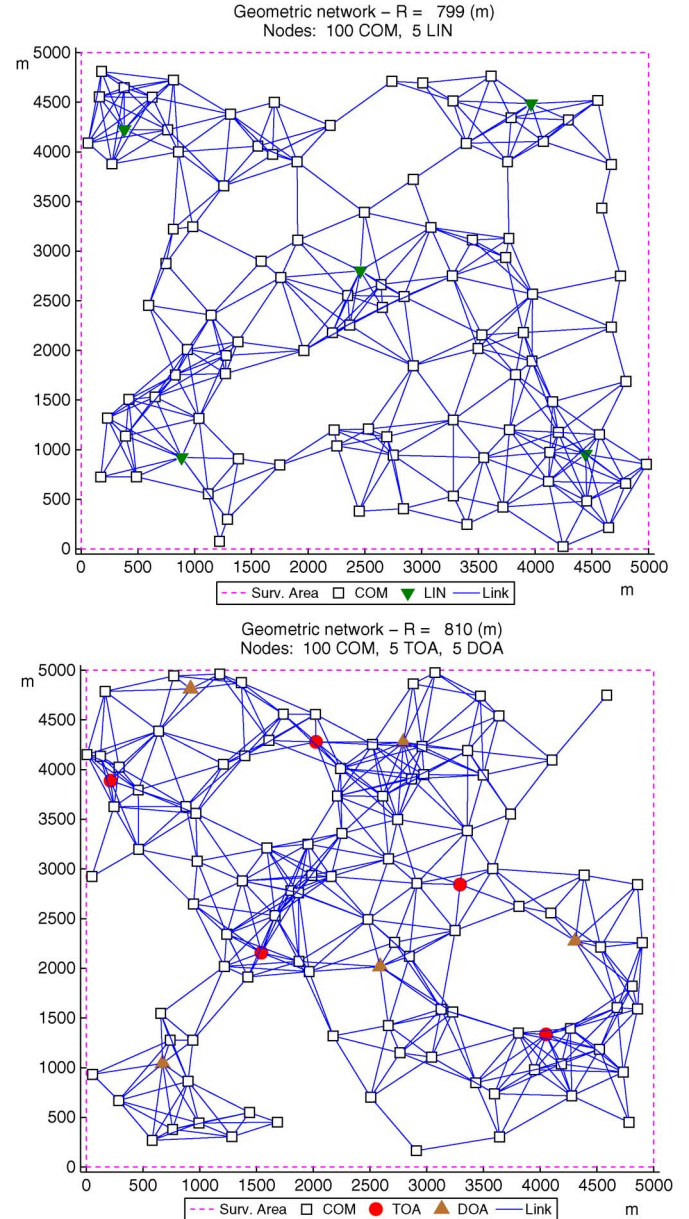 Geometric network – R = 799 (m)
Nodes: 100 COM, 5 LIN
m
5000
4500
4000
3500
3000
2500
2000
1500
1000
500
0
0 500 1000 1500 2000 2500 3000 3500 4000 4500 5000
m
Surv. Area COM LIN Link
Geometric network – R = 810 (m)
Nodes: 100 COM, 5 TOA, 5 DOA
m
5000
4500
4000
3500
3000
2500
2000
1500
1000
500
0
0 500 1000 1500 2000 2500 3000 3500 4000 4500 5000
m
Surv. Area COM TOA DOA Link